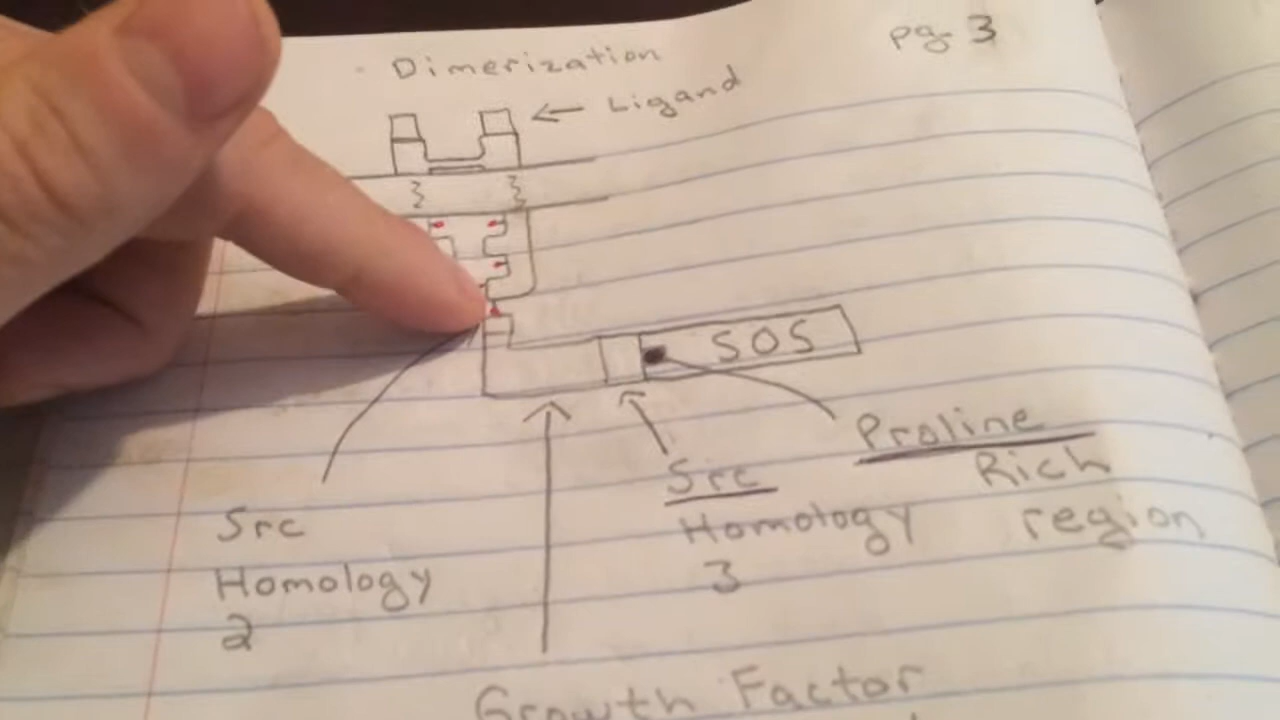 pg. 3
Dimerization
← Ligand
SOS
Proline
Rich
region
Src
Homology
3
Src
Homology
2
Growth Factor